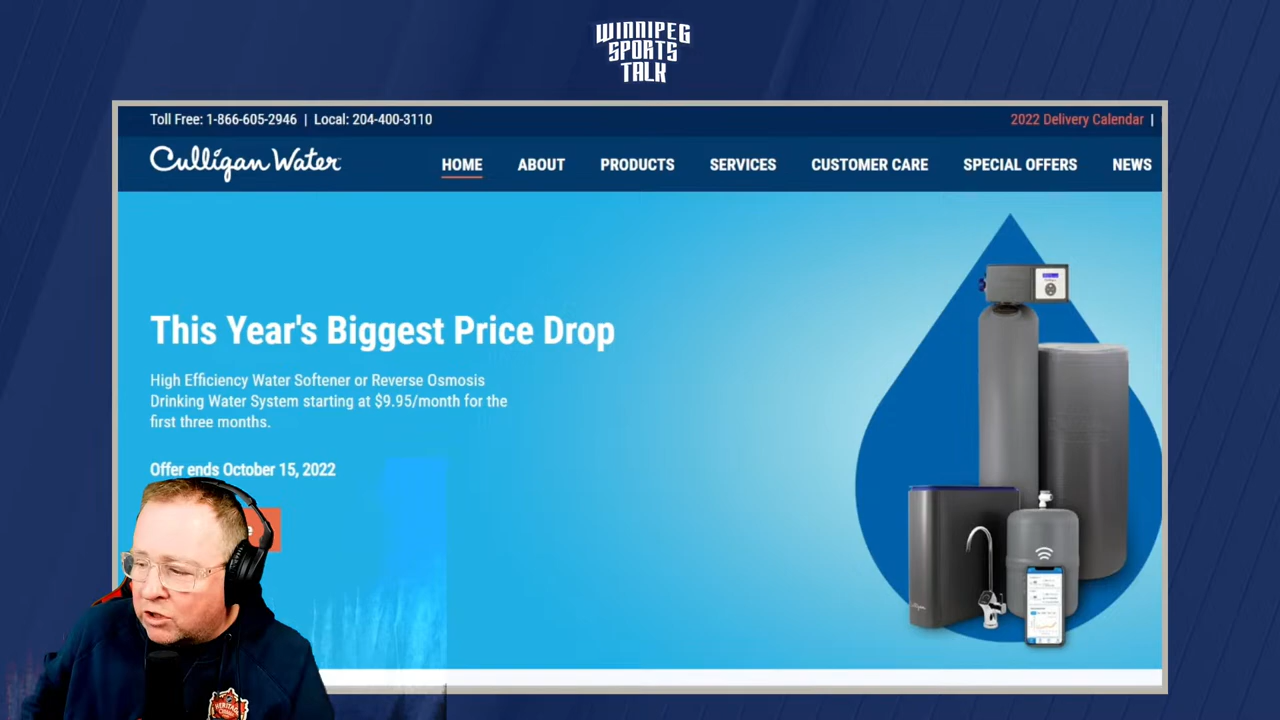 WINNIPEG
SPORTS
TALK
Toll Free: 1-866-605-2946 | Local: 204-400-3110
2022 Delivery Calendar |
Culligan Water
HOME ABOUT PRODUCTS SERVICES CUSTOMER CARE SPECIAL OFFERS NEWS
This Year's Biggest Price Drop
High Efficiency Water Softener or Reverse Osmosis
Drinking Water System starting at $9.95/month for the
first three months.
Offer ends October 15, 2022
Culligan
HERITAGE
CLASSIC